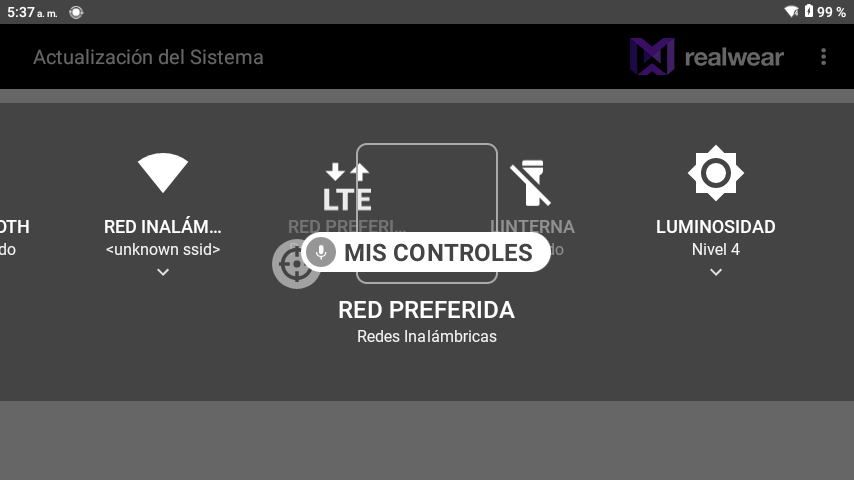 5:37 a. m.
99 %
Actualización del Sistema
realwear
LTE
OTH
RED INALÁM…
RED PREFERI…
LINTERNA
LUMINOSIDAD
do
<unknown ssid>
do
Nivel 4
MIS CONTROLES
RED PREFERIDA
Redes Inalámbricas